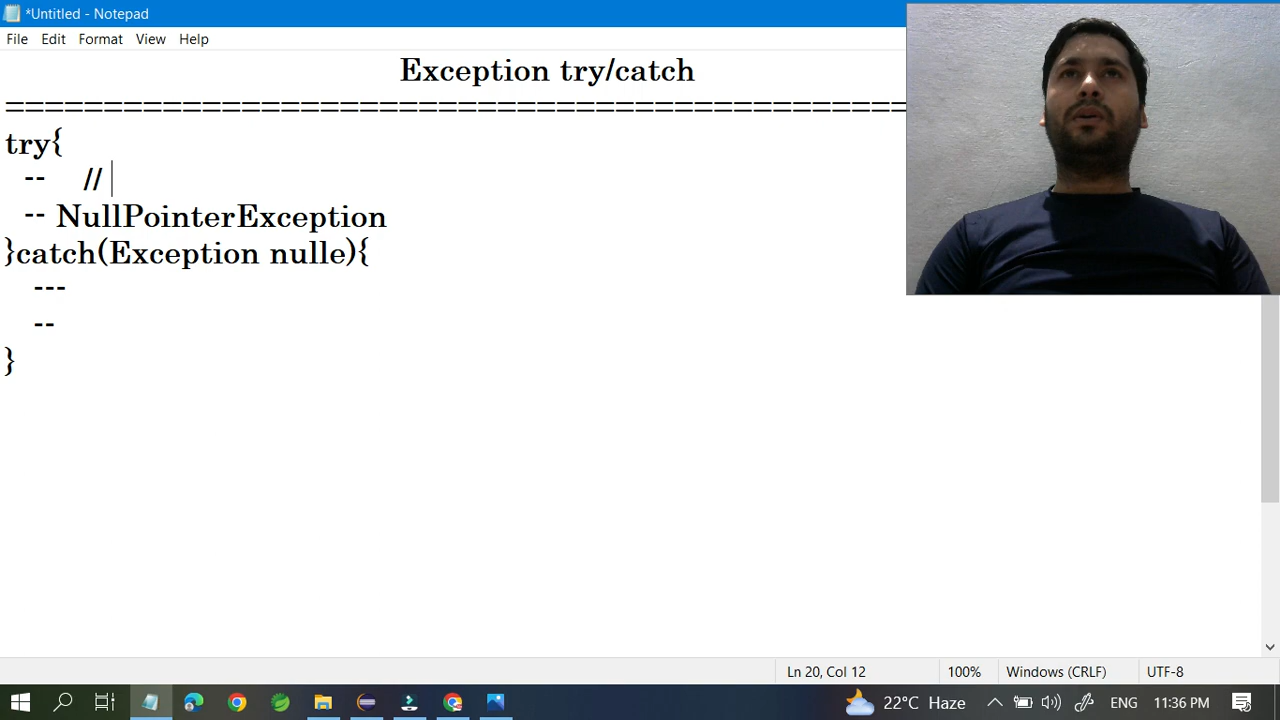 *Untitled - Notepad
File Edit Format View Help
Exception try/catch
==============================================
try{
-- //
-- NullPointerException
}catch(Exception nulle){
---
--
}
Ln 20, Col 12 100% Windows (CRLF) UTF-8
22°C Haze ENG 11:36 PM